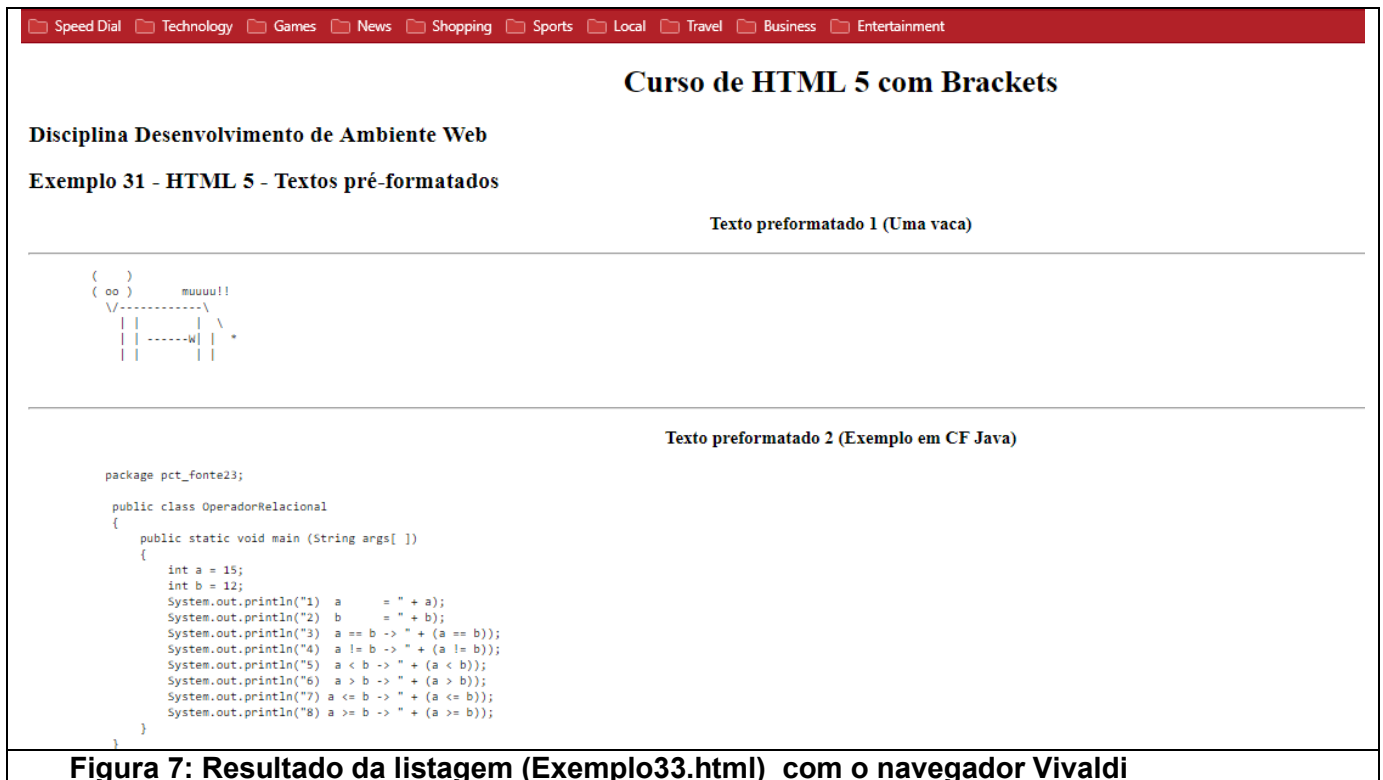 Speed Dial Technology Games News Shopping Sports Local Travel Business Entertainment
Curso de HTML 5 com Brackets
Disciplina Desenvolvimento de Ambiente Web
Exemplo 31 - HTML 5 - Textos pré-formatados
Texto preformatado 1 (Uma vaca)
(    )
( oo )       muuuu!!
  \/------------\
    | |        |  \
    | | ------W| |  *
    | |        | |
Texto preformatado 2 (Exemplo em CF Java)
package pct_fonte23;
public class OperadorRelacional
{
    public static void main (String args[ ])
    {
        int a = 15;
        int b = 12;
        System.out.println("1)  a      = " + a);
        System.out.println("2)  b      = " + b);
        System.out.println("3)  a == b -> " + (a == b));
        System.out.println("4)  a != b -> " + (a != b));
        System.out.println("5)  a < b -> " + (a < b));
        System.out.println("6)  a > b -> " + (a > b));
        System.out.println("7) a <= b -> " + (a <= b));
        System.out.println("8) a >= b -> " + (a >= b));
    }
}
Figura 7: Resultado da listagem (Exemplo33.html)  com o navegador Vivaldi